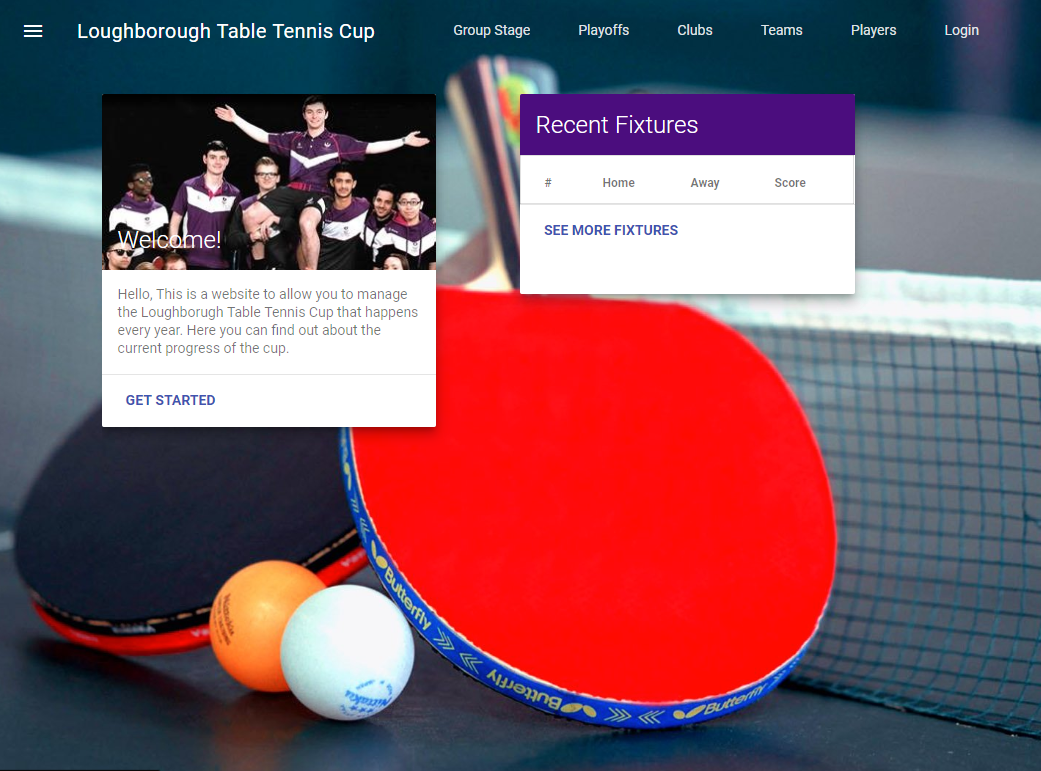 Loughborough Table Tennis Cup
Group Stage
Playoffs
Clubs
Teams
Players
Login
Welcome!
Hello, This is a website to allow you to manage
the Loughborugh Table Tennis Cup that happens
every year. Here you can find out about the
current progress of the cup.
GET STARTED
Recent Fixtures
# Home Away Score
SEE MORE FIXTURES
Butterfly
Butterfly
Butterfly
Nittaku